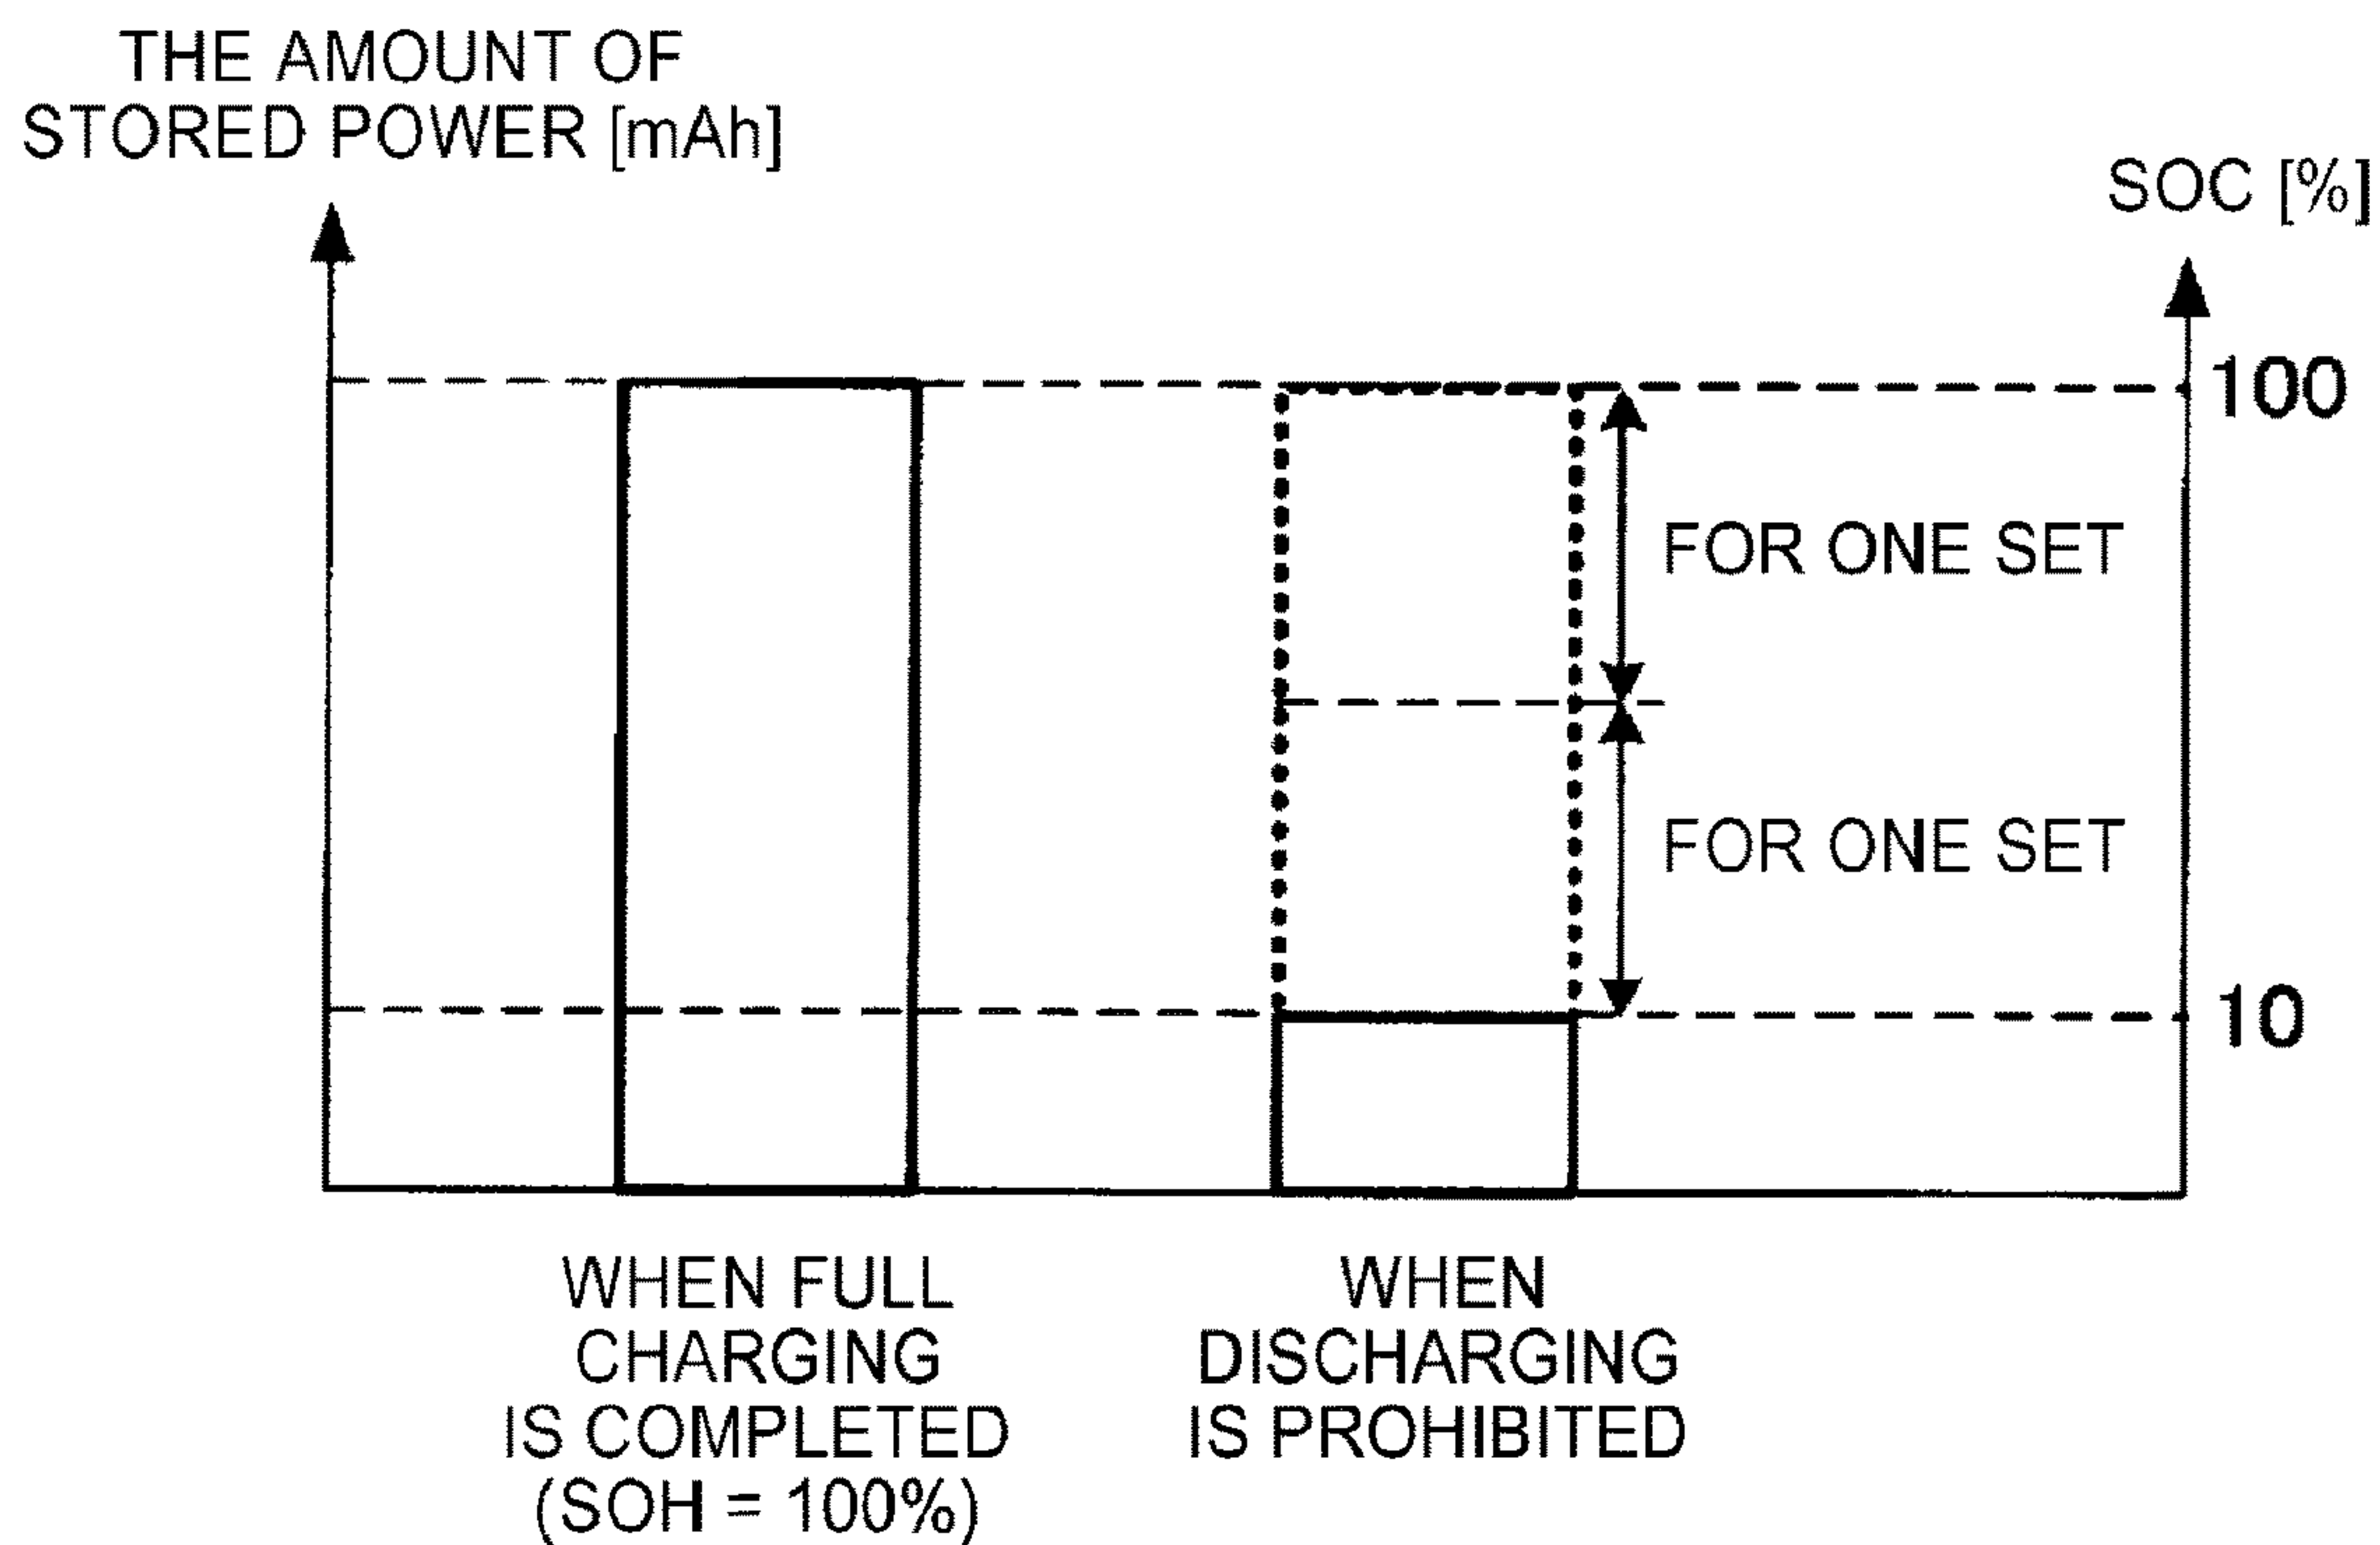 THE AMOUNT OF
STORED POWER [mAh]
SOC [%]
100
FOR ONE SET
FOR ONE SET
10
WHEN FULL
CHARGING
IS COMPLETED
(SOH = 100%)
WHEN
DISCHARGING
IS PROHIBITED